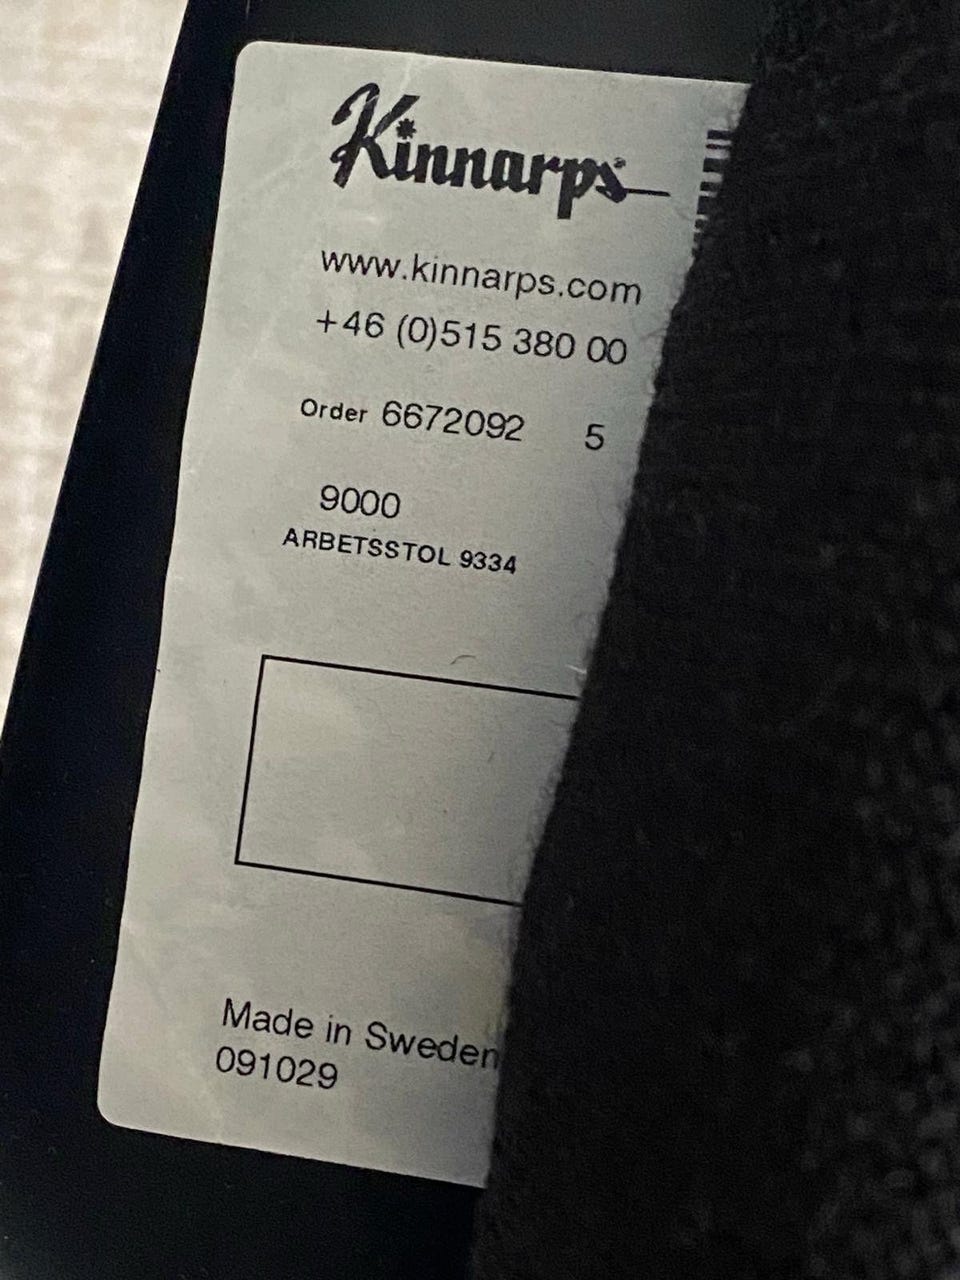 Kinnarps
www.kinnarps.com
+46 (0)515 380 00
Order 6672092 5
9000
ARBETSSTOL 9334
Made in Sweden
091029